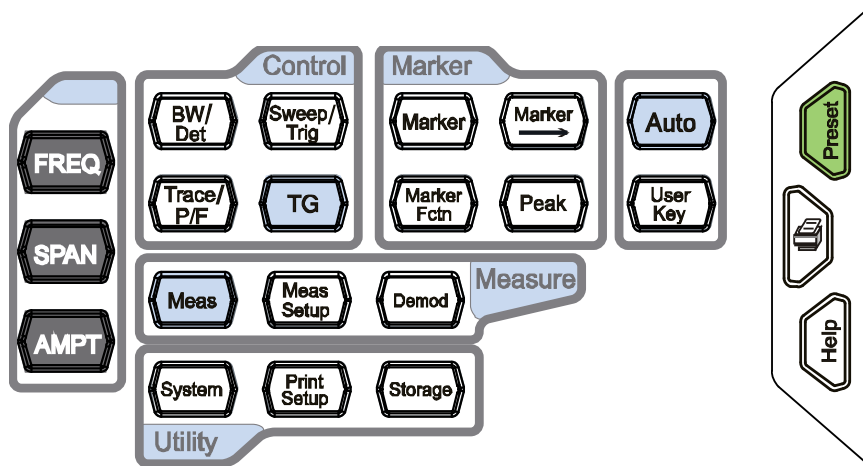 FREQ
SPAN
AMPT
Control
BW/
Det
Sweep/
Trig
Trace/
P/F
TG
Marker
Marker
Marker
Marker
Fctn
Peak
Auto
User
Key
Meas
Meas
Setup
Demod
Measure
System
Print
Setup
Storage
Utility
Preset
Help